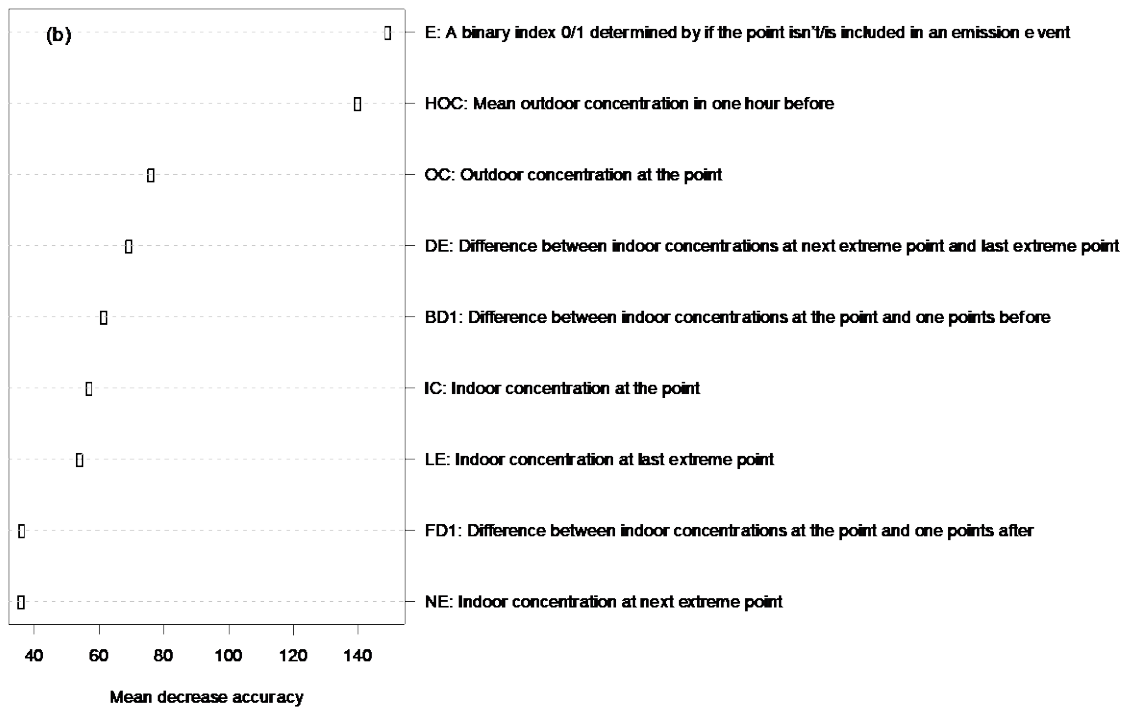 (b)
E: A binary index 0/1 determined by if the point isn't/is included in an emission event
HOC: Mean outdoor concentration in one hour before
OC: Outdoor concentration at the point
DE: Difference between indoor concentrations at next extreme point and last extreme point
BD1: Difference between indoor concentrations at the point and one points before
IC: Indoor concentration at the point
LE: Indoor concentration at last extreme point
FD1: Difference between indoor concentrations at the point and one points after
NE: Indoor concentration at next extreme point
40 60 80 100 120 140
Mean decrease accuracy